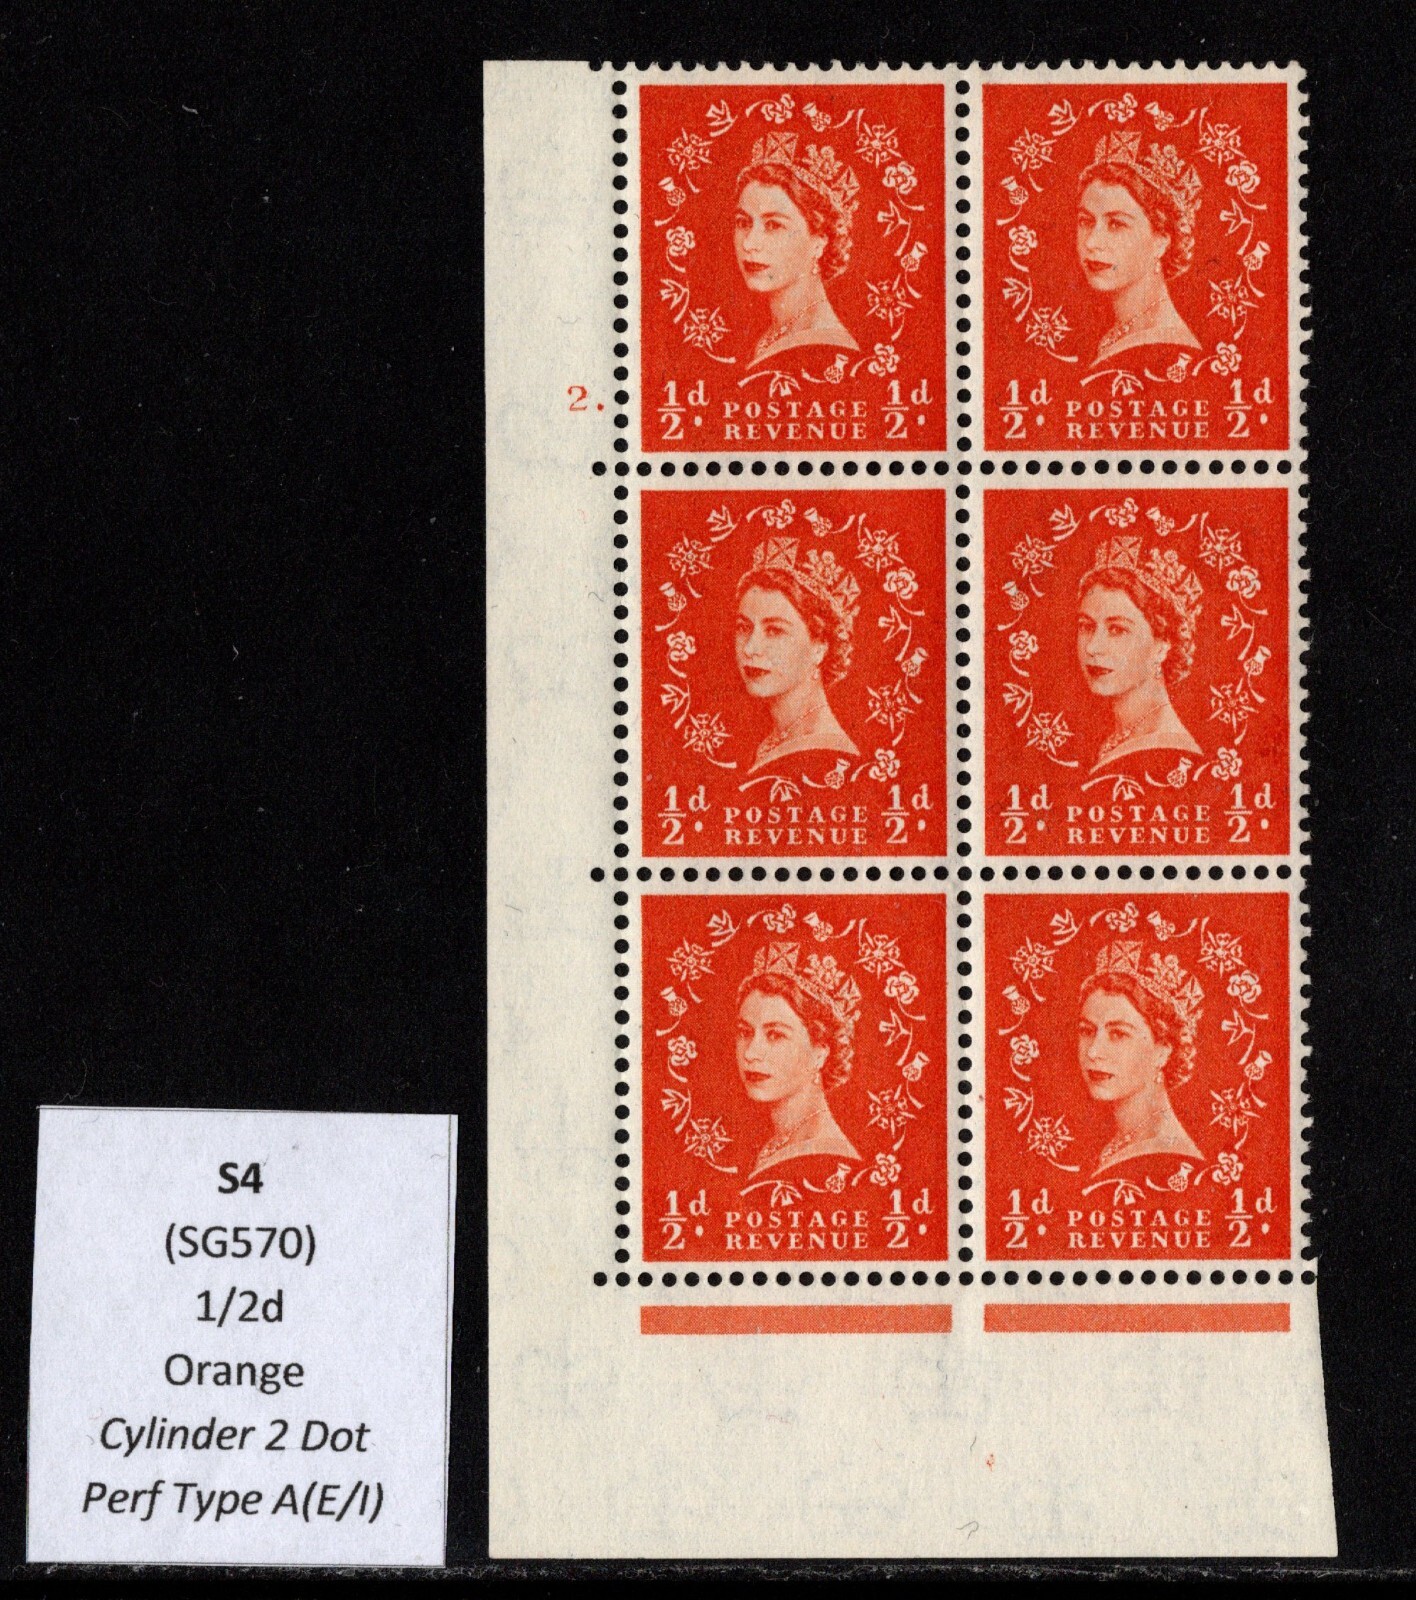 ½d. POSTAGE REVENUE ½d.
½d. POSTAGE REVENUE ½d.
2.
½d. POSTAGE REVENUE ½d.
½d. POSTAGE REVENUE ½d.
½d. POSTAGE REVENUE ½d.
½d. POSTAGE REVENUE ½d.
S4
(SG570)
1/2d
Orange
Cylinder 2 Dot
Perf Type A(E/I)